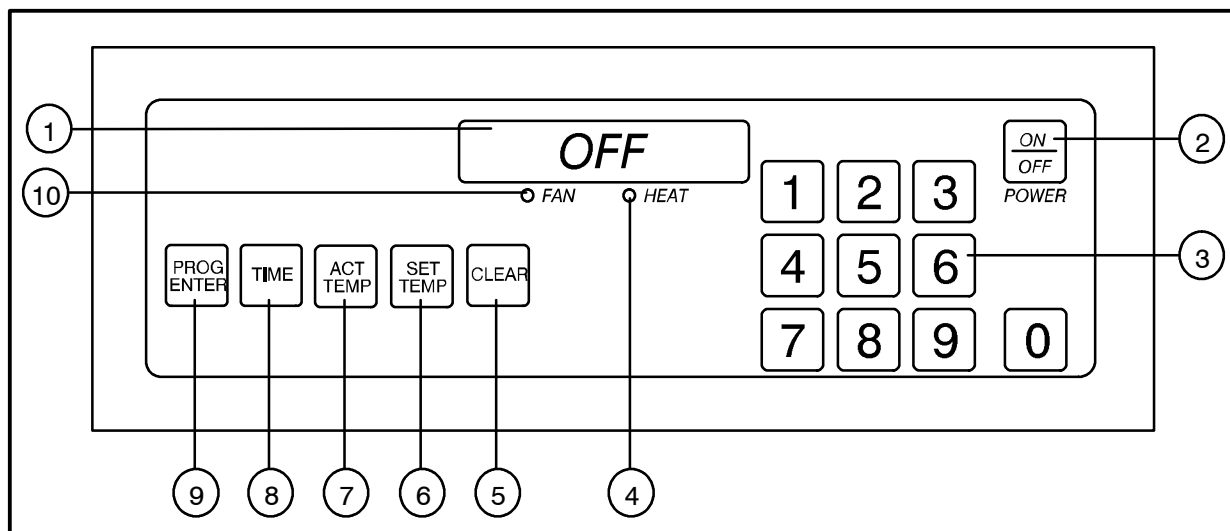 1
OFF
ON
OFF
2
10
FAN
HEAT
POWER
1 2 3
4 5 6
3
PROG
ENTER
TIME
ACT
TEMP
SET
TEMP
CLEAR
7 8 9 0
9 8 7 6 5 4